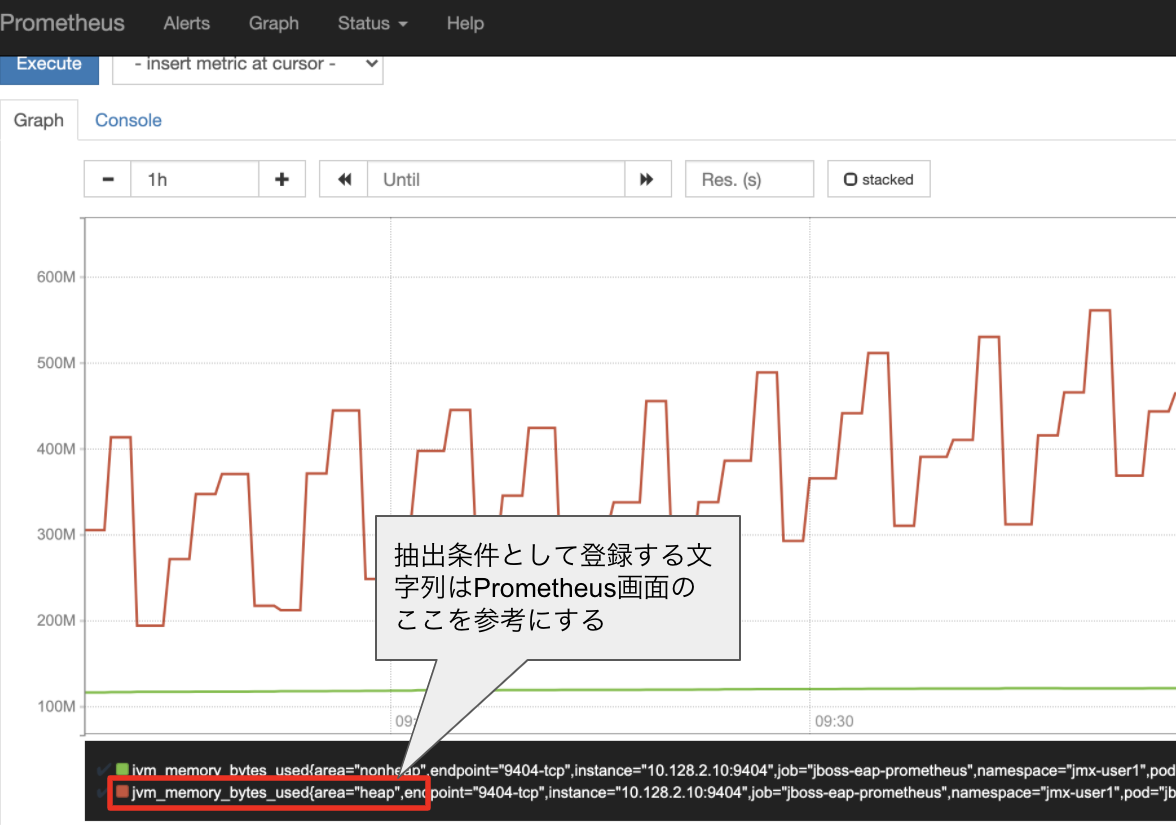 Prometheus Alerts Graph Status Help
Execute - insert metric at cursor -
Graph Console
1h Until Res. (s) stacked
600M
500M
400M
300M
200M
100M
抽出条件として登録する文
字列はPrometheus画面の
ここを参考にする
09: 09:30
jvm_memory_bytes_used{area="nonheap",endpoint="9404-tcp",instance="10.128.2.10:9404",job="jboss-eap-prometheus",namespace="jmx-user1",pod
jvm_memory_bytes_used{area="heap",endpoint="9404-tcp",instance="10.128.2.10:9404",job="jboss-eap-prometheus",namespace="jmx-user1",pod="jb